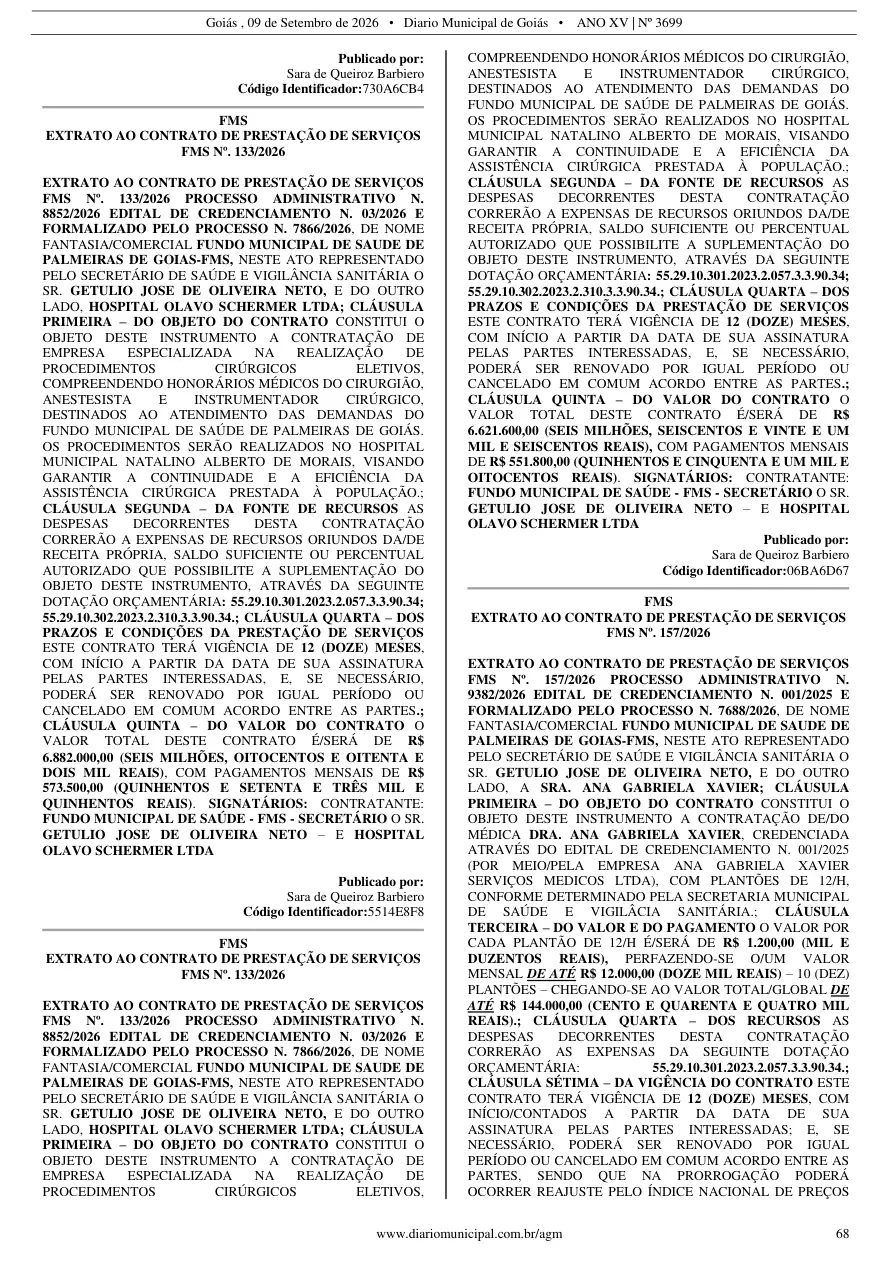 Goiás , 09 de Setembro de 2026 • Diario Municipal de Goiás • ANO XV | Nº 3699
Publicado por:
Sara de Queiroz Barbiero
Código Identificador:730A6CB4
FMS
EXTRATO AO CONTRATO DE PRESTAÇÃO DE SERVIÇOS
FMS Nº. 133/2026
EXTRATO AO CONTRATO DE PRESTAÇÃO DE SERVIÇOS
FMS Nº. 133/2026 PROCESSO ADMINISTRATIVO N.
8852/2026 EDITAL DE CREDENCIAMENTO N. 03/2026 E
FORMALIZADO PELO PROCESSO N. 7866/2026, DE NOME
FANTASIA/COMERCIAL FUNDO MUNICIPAL DE SAUDE DE
PALMEIRAS DE GOIAS-FMS, NESTE ATO REPRESENTADO
PELO SECRETÁRIO DE SAÚDE E VIGILÂNCIA SANITÁRIA O
SR. GETULIO JOSE DE OLIVEIRA NETO, E DO OUTRO
LADO, HOSPITAL OLAVO SCHERMER LTDA; CLÁUSULA
PRIMEIRA – DO OBJETO DO CONTRATO CONSTITUI O
OBJETO DESTE INSTRUMENTO A CONTRATAÇÃO DE
EMPRESA ESPECIALIZADA NA REALIZAÇÃO DE
PROCEDIMENTOS CIRÚRGICOS ELETIVOS,
COMPREENDENDO HONORÁRIOS MÉDICOS DO CIRURGIÃO,
ANESTESISTA E INSTRUMENTADOR CIRÚRGICO,
DESTINADOS AO ATENDIMENTO DAS DEMANDAS DO
FUNDO MUNICIPAL DE SAÚDE DE PALMEIRAS DE GOIÁS.
OS PROCEDIMENTOS SERÃO REALIZADOS NO HOSPITAL
MUNICIPAL NATALINO ALBERTO DE MORAIS, VISANDO
GARANTIR A CONTINUIDADE E A EFICIÊNCIA DA
ASSISTÊNCIA CIRÚRGICA PRESTADA À POPULAÇÃO.;
CLÁUSULA SEGUNDA – DA FONTE DE RECURSOS AS
DESPESAS DECORRENTES DESTA CONTRATAÇÃO
CORRERÃO A EXPENSAS DE RECURSOS ORIUNDOS DA/DE
RECEITA PRÓPRIA, SALDO SUFICIENTE OU PERCENTUAL
AUTORIZADO QUE POSSIBILITE A SUPLEMENTAÇÃO DO
OBJETO DESTE INSTRUMENTO, ATRAVÉS DA SEGUINTE
DOTAÇÃO ORÇAMENTÁRIA: 55.29.10.301.2023.2.057.3.3.90.34;
55.29.10.302.2023.2.310.3.3.90.34.; CLÁUSULA QUARTA – DOS
PRAZOS E CONDIÇÕES DA PRESTAÇÃO DE SERVIÇOS
ESTE CONTRATO TERÁ VIGÊNCIA DE 12 (DOZE) MESES,
COM INÍCIO A PARTIR DA DATA DE SUA ASSINATURA
PELAS PARTES INTERESSADAS, E, SE NECESSÁRIO,
PODERÁ SER RENOVADO POR IGUAL PERÍODO OU
CANCELADO EM COMUM ACORDO ENTRE AS PARTES.;
CLÁUSULA QUINTA – DO VALOR DO CONTRATO O
VALOR TOTAL DESTE CONTRATO É/SERÁ DE R$
6.882.000,00 (SEIS MILHÕES, OITOCENTOS E OITENTA E
DOIS MIL REAIS), COM PAGAMENTOS MENSAIS DE R$
573.500,00 (QUINHENTOS E SETENTA E TRÊS MIL E
QUINHENTOS REAIS). SIGNATÁRIOS: CONTRATANTE:
FUNDO MUNICIPAL DE SAÚDE - FMS - SECRETÁRIO O SR.
GETULIO JOSE DE OLIVEIRA NETO – E HOSPITAL
OLAVO SCHERMER LTDA
Publicado por:
Sara de Queiroz Barbiero
Código Identificador:5514E8F8
FMS
EXTRATO AO CONTRATO DE PRESTAÇÃO DE SERVIÇOS
FMS Nº. 133/2026
EXTRATO AO CONTRATO DE PRESTAÇÃO DE SERVIÇOS
FMS Nº. 133/2026 PROCESSO ADMINISTRATIVO N.
8852/2026 EDITAL DE CREDENCIAMENTO N. 03/2026 E
FORMALIZADO PELO PROCESSO N. 7866/2026, DE NOME
FANTASIA/COMERCIAL FUNDO MUNICIPAL DE SAUDE DE
PALMEIRAS DE GOIAS-FMS, NESTE ATO REPRESENTADO
PELO SECRETÁRIO DE SAÚDE E VIGILÂNCIA SANITÁRIA O
SR. GETULIO JOSE DE OLIVEIRA NETO, E DO OUTRO
LADO, HOSPITAL OLAVO SCHERMER LTDA; CLÁUSULA
PRIMEIRA – DO OBJETO DO CONTRATO CONSTITUI O
OBJETO DESTE INSTRUMENTO A CONTRATAÇÃO DE
EMPRESA ESPECIALIZADA NA REALIZAÇÃO DE
PROCEDIMENTOS CIRÚRGICOS ELETIVOS,
COMPREENDENDO HONORÁRIOS MÉDICOS DO CIRURGIÃO,
ANESTESISTA E INSTRUMENTADOR CIRÚRGICO,
DESTINADOS AO ATENDIMENTO DAS DEMANDAS DO
FUNDO MUNICIPAL DE SAÚDE DE PALMEIRAS DE GOIÁS.
OS PROCEDIMENTOS SERÃO REALIZADOS NO HOSPITAL
MUNICIPAL NATALINO ALBERTO DE MORAIS, VISANDO
GARANTIR A CONTINUIDADE E A EFICIÊNCIA DA
ASSISTÊNCIA CIRÚRGICA PRESTADA À POPULAÇÃO.;
CLÁUSULA SEGUNDA – DA FONTE DE RECURSOS AS
DESPESAS DECORRENTES DESTA CONTRATAÇÃO
CORRERÃO A EXPENSAS DE RECURSOS ORIUNDOS DA/DE
RECEITA PRÓPRIA, SALDO SUFICIENTE OU PERCENTUAL
AUTORIZADO QUE POSSIBILITE A SUPLEMENTAÇÃO DO
OBJETO DESTE INSTRUMENTO, ATRAVÉS DA SEGUINTE
DOTAÇÃO ORÇAMENTÁRIA: 55.29.10.301.2023.2.057.3.3.90.34;
55.29.10.302.2023.2.310.3.3.90.34.; CLÁUSULA QUARTA – DOS
PRAZOS E CONDIÇÕES DA PRESTAÇÃO DE SERVIÇOS
ESTE CONTRATO TERÁ VIGÊNCIA DE 12 (DOZE) MESES,
COM INÍCIO A PARTIR DA DATA DE SUA ASSINATURA
PELAS PARTES INTERESSADAS, E, SE NECESSÁRIO,
PODERÁ SER RENOVADO POR IGUAL PERÍODO OU
CANCELADO EM COMUM ACORDO ENTRE AS PARTES.;
CLÁUSULA QUINTA – DO VALOR DO CONTRATO O
VALOR TOTAL DESTE CONTRATO É/SERÁ DE R$
6.621.600,00 (SEIS MILHÕES, SEISCENTOS E VINTE E UM
MIL E SEISCENTOS REAIS), COM PAGAMENTOS MENSAIS
DE R$ 551.800,00 (QUINHENTOS E CINQUENTA E UM MIL E
OITOCENTOS REAIS). SIGNATÁRIOS: CONTRATANTE:
FUNDO MUNICIPAL DE SAÚDE - FMS - SECRETÁRIO O SR.
GETULIO JOSE DE OLIVEIRA NETO – E HOSPITAL
OLAVO SCHERMER LTDA
Publicado por:
Sara de Queiroz Barbiero
Código Identificador:06BA6D67
FMS
EXTRATO AO CONTRATO DE PRESTAÇÃO DE SERVIÇOS
FMS Nº. 157/2026
EXTRATO AO CONTRATO DE PRESTAÇÃO DE SERVIÇOS
FMS Nº. 157/2026 PROCESSO ADMINISTRATIVO N.
9382/2026 EDITAL DE CREDENCIAMENTO N. 001/2025 E
FORMALIZADO PELO PROCESSO N. 7688/2026, DE NOME
FANTASIA/COMERCIAL FUNDO MUNICIPAL DE SAUDE DE
PALMEIRAS DE GOIAS-FMS, NESTE ATO REPRESENTADO
PELO SECRETÁRIO DE SAÚDE E VIGILÂNCIA SANITÁRIA O
SR. GETULIO JOSE DE OLIVEIRA NETO, E DO OUTRO
LADO, A SRA. ANA GABRIELA XAVIER; CLÁUSULA
PRIMEIRA – DO OBJETO DO CONTRATO CONSTITUI O
OBJETO DESTE INSTRUMENTO A CONTRATAÇÃO DE/DO
MÉDICA DRA. ANA GABRIELA XAVIER, CREDENCIADA
ATRAVÉS DO EDITAL DE CREDENCIAMENTO N. 001/2025
(POR MEIO/PELA EMPRESA ANA GABRIELA XAVIER
SERVIÇOS MEDICOS LTDA), COM PLANTÕES DE 12/H,
CONFORME DETERMINADO PELA SECRETARIA MUNICIPAL
DE SAÚDE E VIGILÂCIA SANITÁRIA.; CLÁUSULA
TERCEIRA – DO VALOR E DO PAGAMENTO O VALOR POR
CADA PLANTÃO DE 12/H É/SERÁ DE R$ 1.200,00 (MIL E
DUZENTOS REAIS), PERFAZENDO-SE O/UM VALOR
MENSAL DE ATÉ R$ 12.000,00 (DOZE MIL REAIS) – 10 (DEZ)
PLANTÕES – CHEGANDO-SE AO VALOR TOTAL/GLOBAL DE
ATÉ R$ 144.000,00 (CENTO E QUARENTA E QUATRO MIL
REAIS).; CLÁUSULA QUARTA – DOS RECURSOS AS
DESPESAS DECORRENTES DESTA CONTRATAÇÃO
CORRERÃO AS EXPENSAS DA SEGUINTE DOTAÇÃO
ORÇAMENTÁRIA: 55.29.10.301.2023.2.057.3.3.90.34.;
CLÁUSULA SÉTIMA – DA VIGÊNCIA DO CONTRATO ESTE
CONTRATO TERÁ VIGÊNCIA DE 12 (DOZE) MESES, COM
INÍCIO/CONTADOS A PARTIR DA DATA DE SUA
ASSINATURA PELAS PARTES INTERESSADAS; E, SE
NECESSÁRIO, PODERÁ SER RENOVADO POR IGUAL
PERÍODO OU CANCELADO EM COMUM ACORDO ENTRE AS
PARTES, SENDO QUE NA PRORROGAÇÃO PODERÁ
OCORRER REAJUSTE PELO ÍNDICE NACIONAL DE PREÇOS
www.diariomunicipal.com.br/agm
68